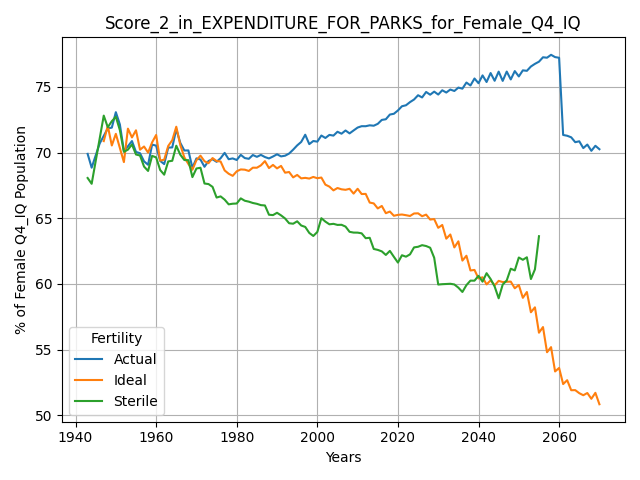 Score_2_in_EXPENDITURE_FOR_PARKS_for_Female_Q4_IQ
% of Female Q4_IQ Population
75
70
65
60
55
50
Fertility
Actual
Ideal
Sterile
1940 1960 1980 2000 2020 2040 2060
Years